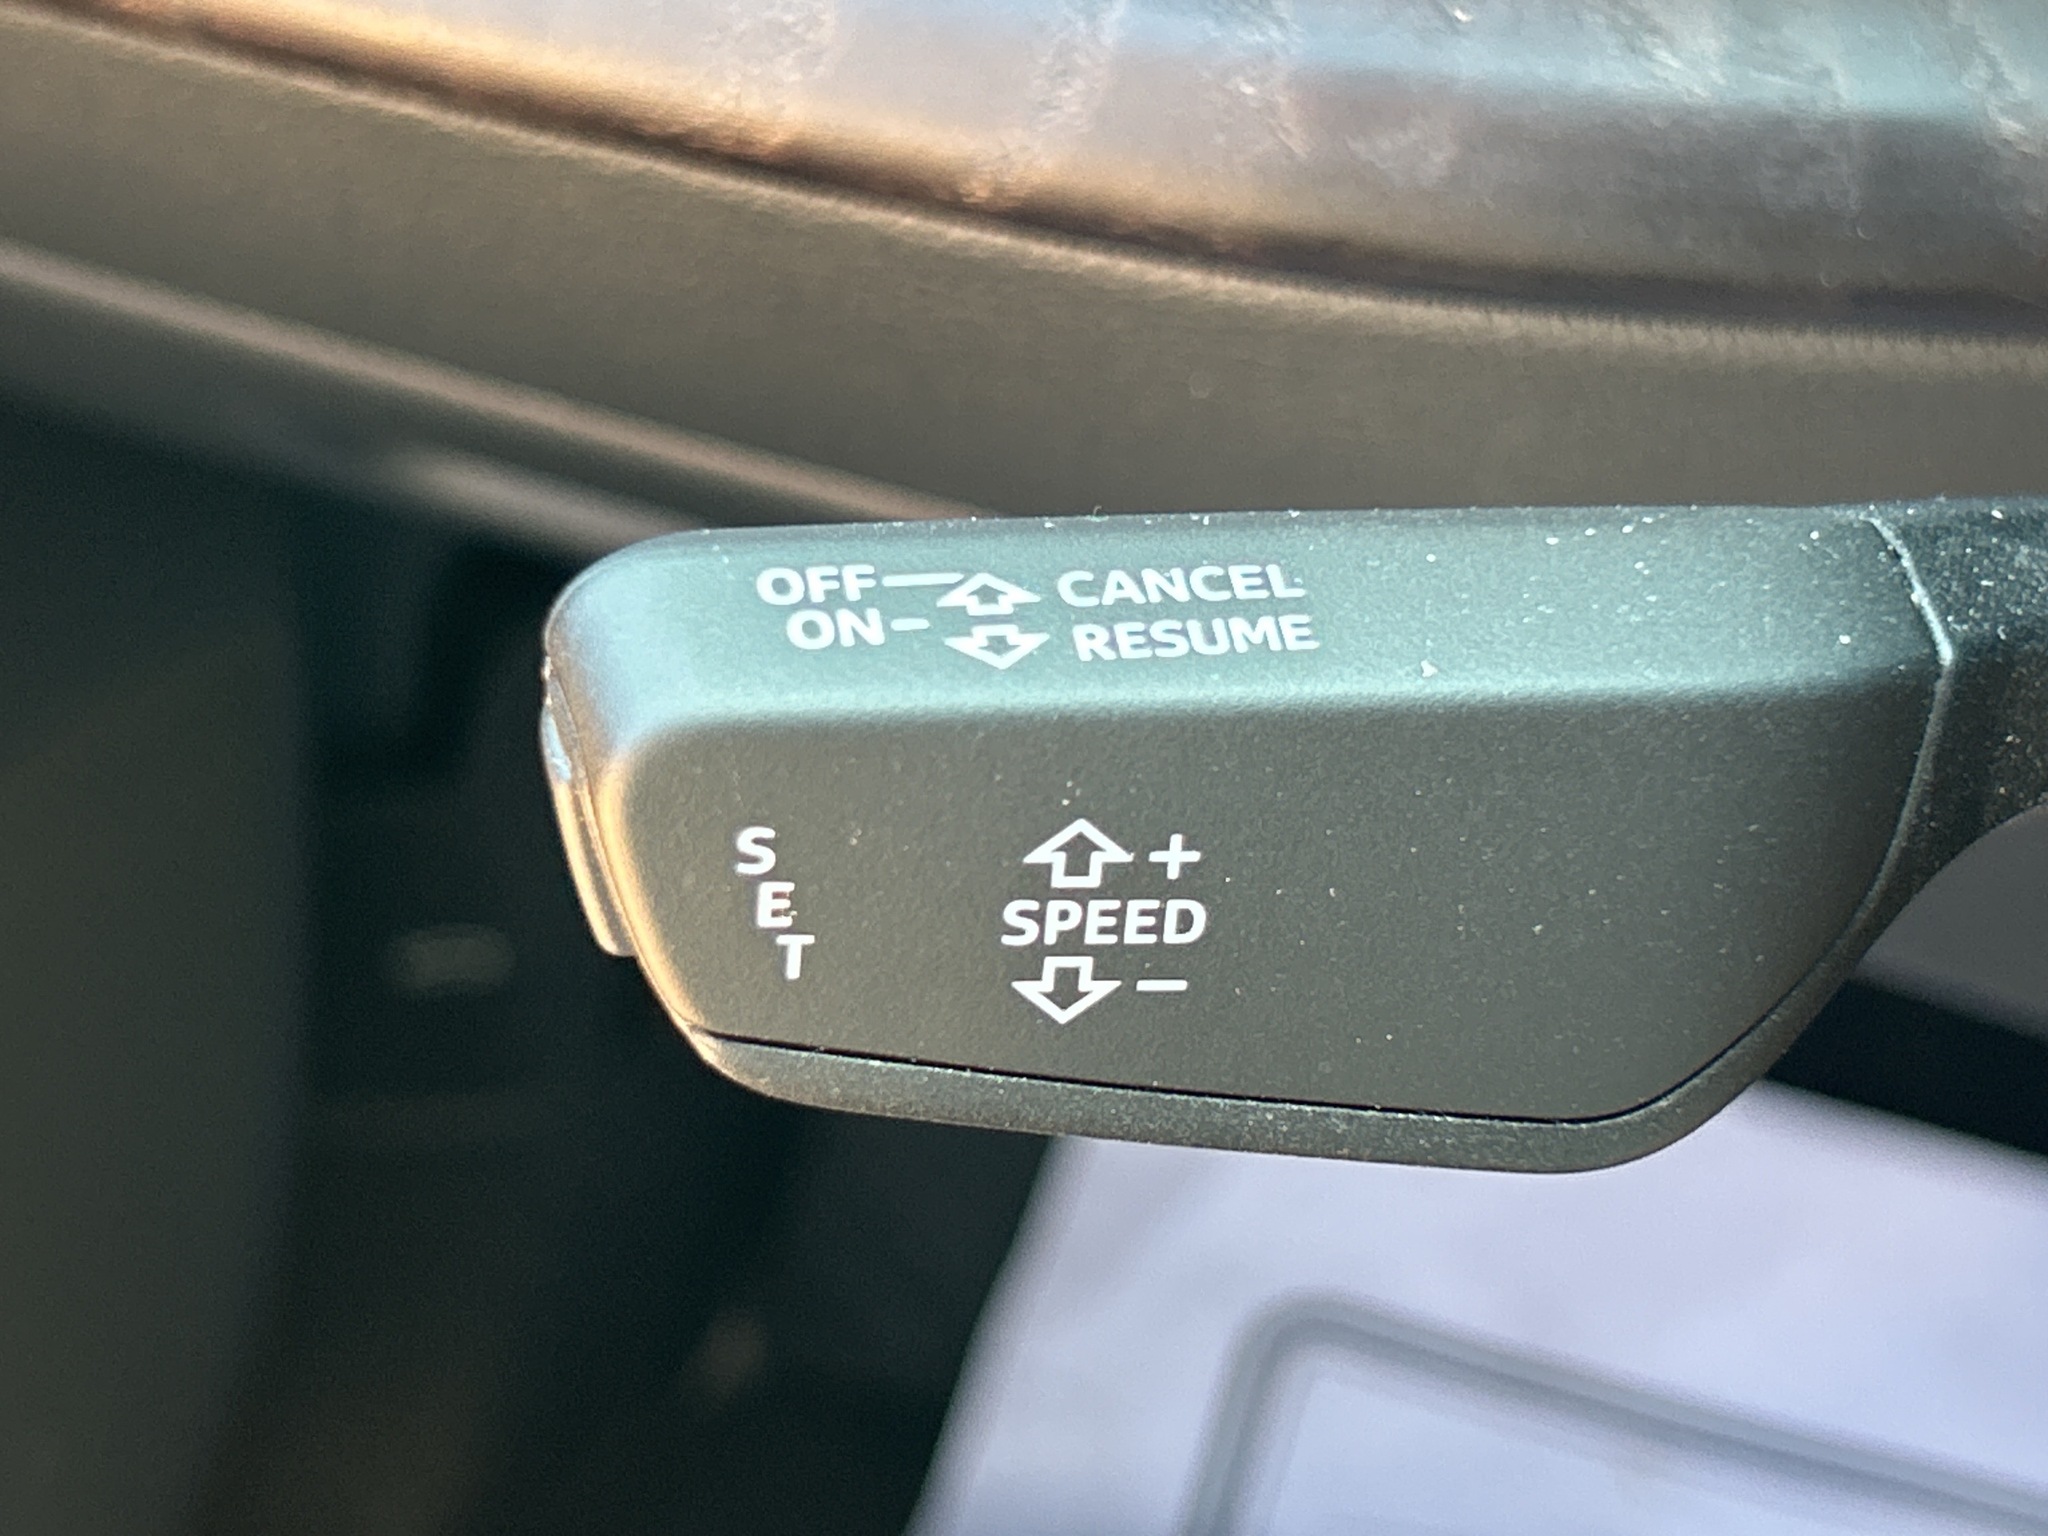 OFF CANCEL
ON - RESUME
SET
+
SPEED
-